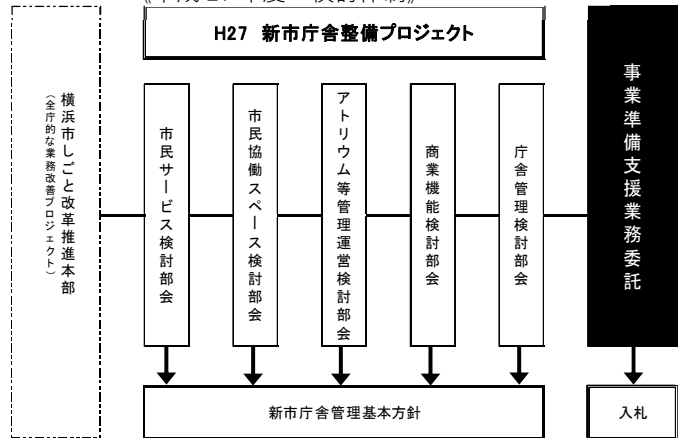 H27 新市庁舎整備プロジェクト
横浜市しごと改革推進本部
(全庁的な業務改善プロジェクト)
市民サービス検討部会
市民協働スペース検討部会
アトリウム等管理運営検討部会
商業機能検討部会
庁舎管理検討部会
事業準備支援業務委託
新市庁舎管理基本方針
入札